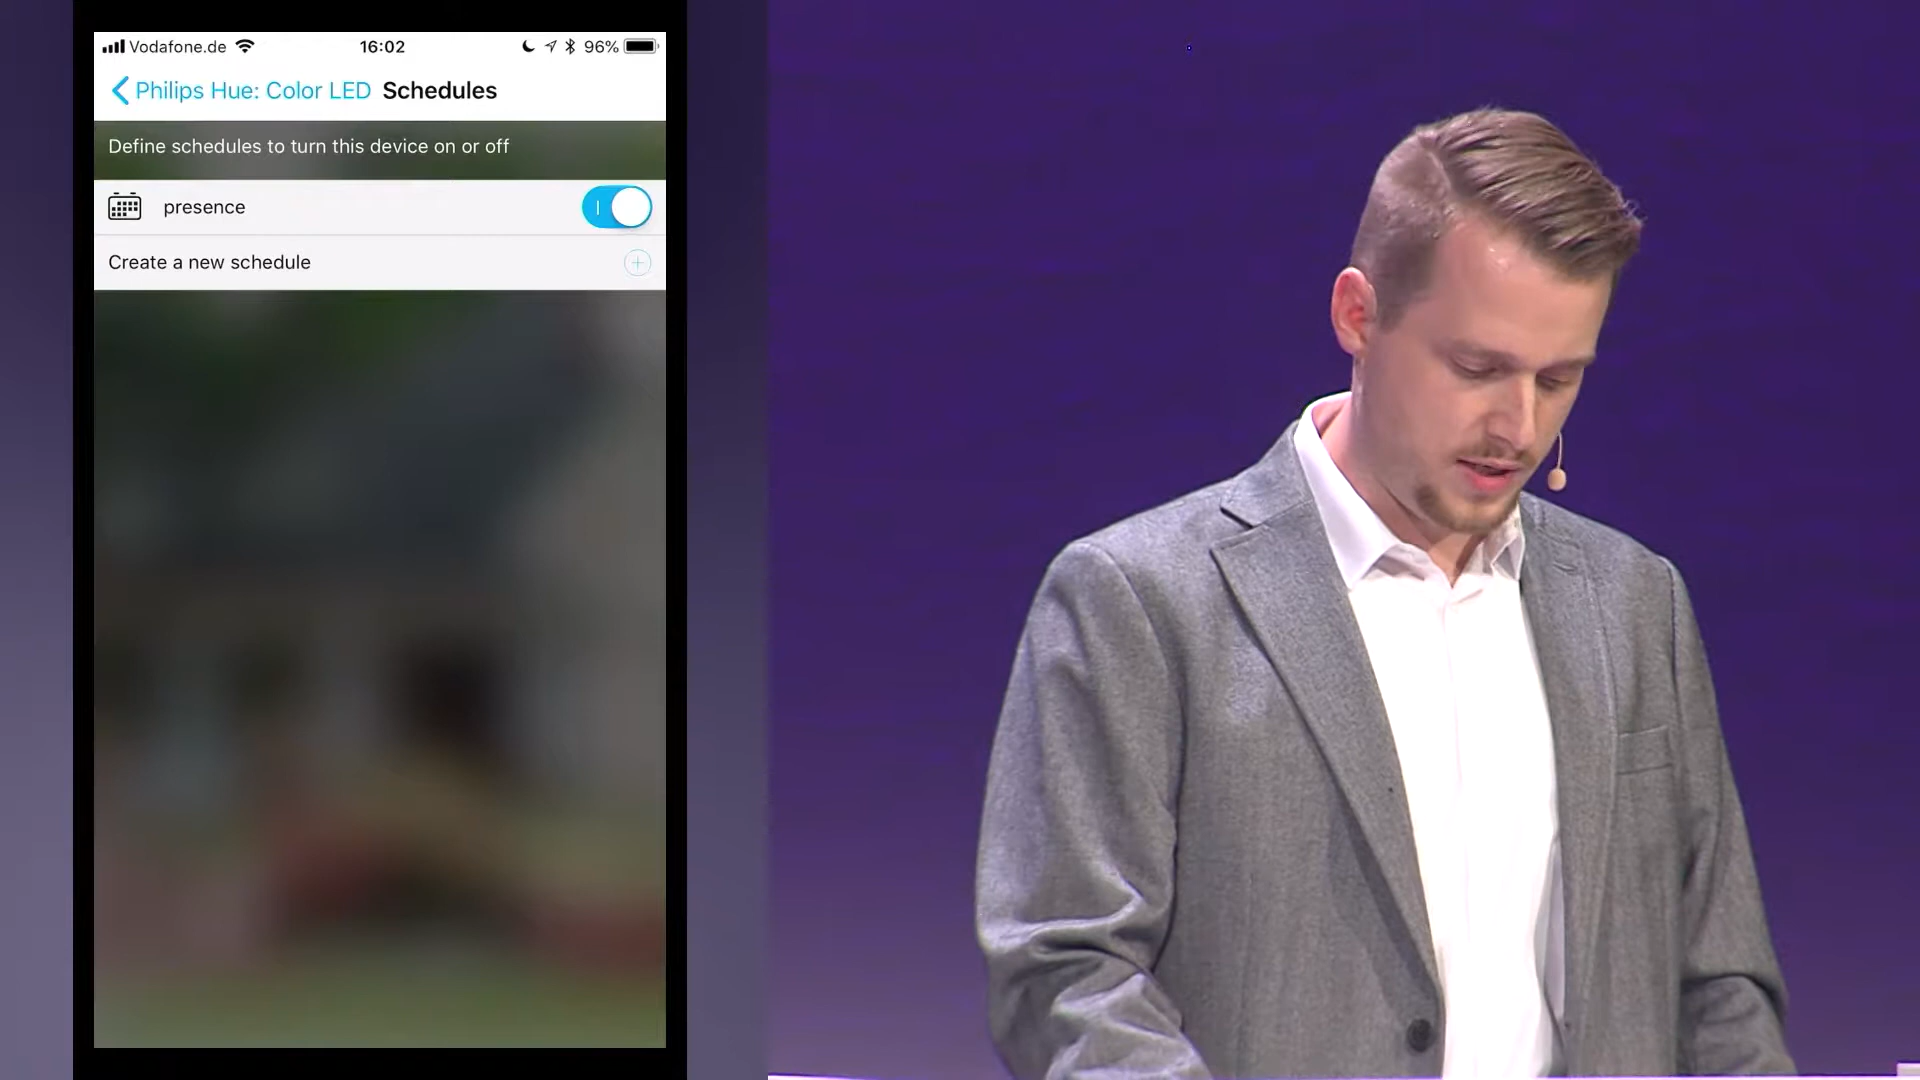 Vodafone.de 16:02 96%
Philips Hue: Color LED Schedules
Define schedules to turn this device on or off
presence
Create a new schedule